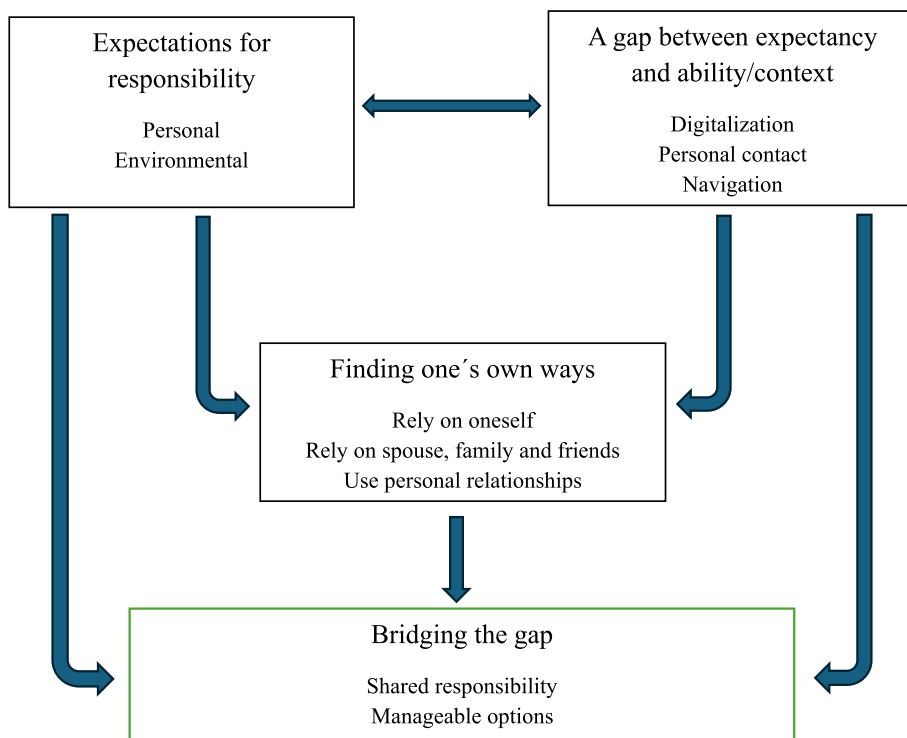 Expectations for
responsibility
Personal
Environmental
A gap between expectancy
and ability/context
Digitalization
Personal contact
Navigation
Finding one´s own ways
Rely on oneself
Rely on spouse, family and friends
Use personal relationships
Bridging the gap
Shared responsibility
Manageable options